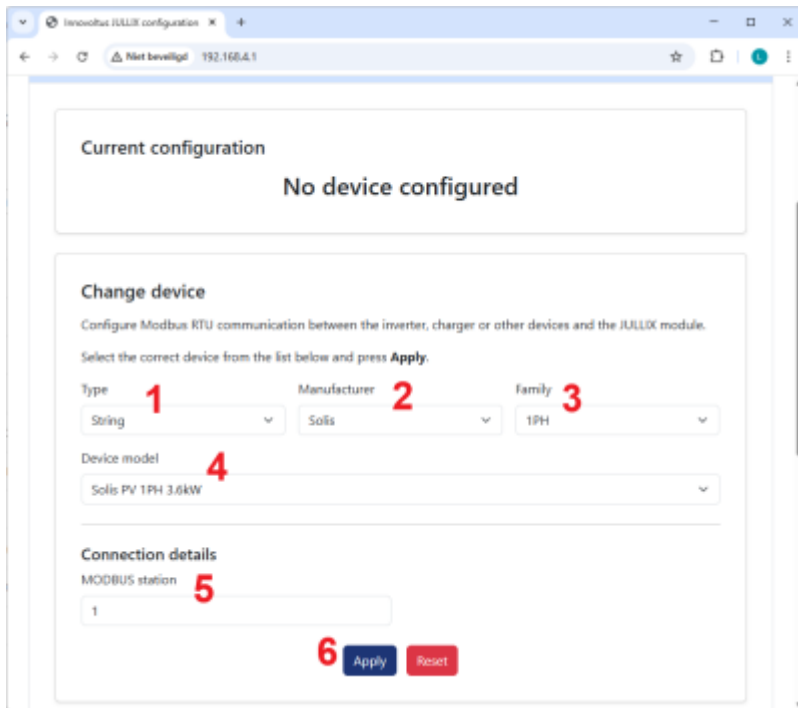 Innovoltus JULLIX configuration
Niet beveiligd 192.168.4.1
L
Current configuration
No device configured
Change device
Configure Modbus RTU communication between the inverter, charger or other devices and the JULLIX module.
Select the correct device from the list below and press Apply.
Type 1 Manufacturer 2 Family 3
String Solis 1PH
Device model 4
Solis PV 1PH 3.6kW
Connection details
MODBUS station 5
1
6 Apply Reset